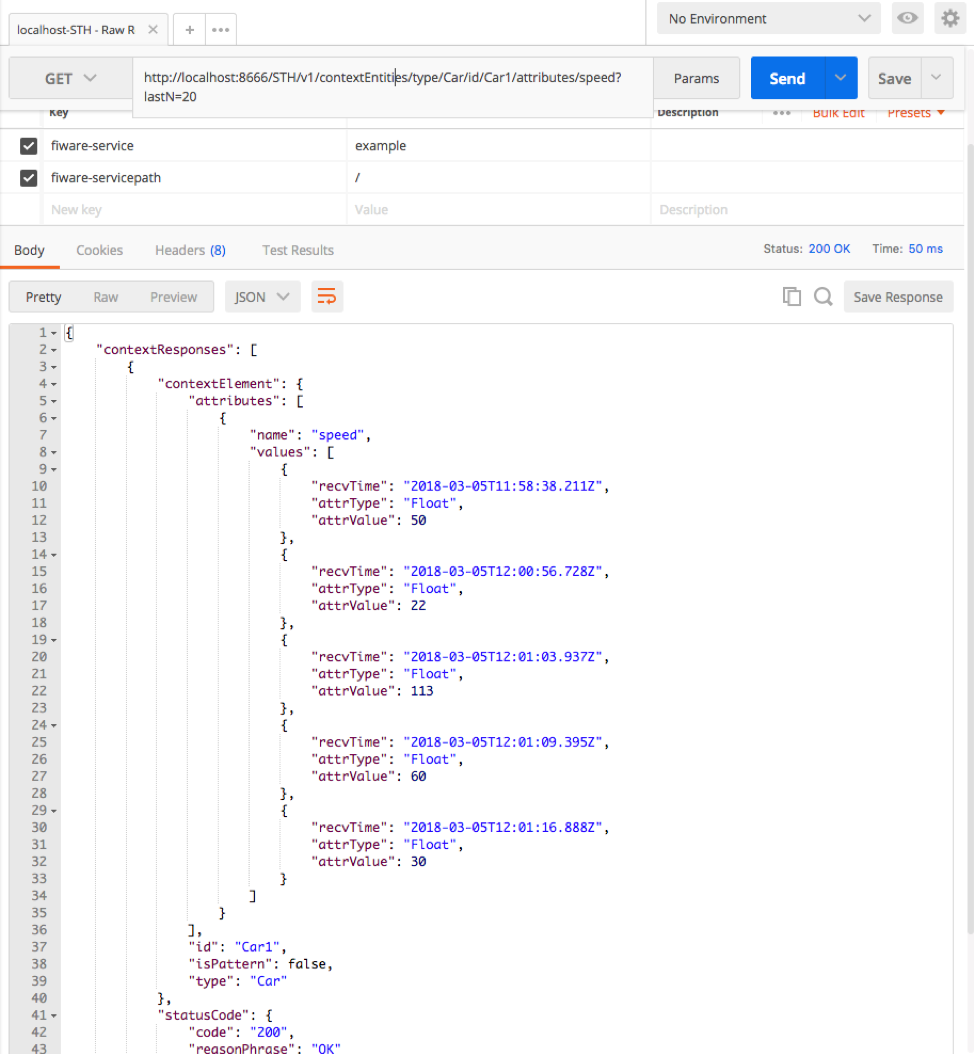 localhost-STH - Raw R ✕ + ••• No Environment
GET http://localhost:8666/STH/v1/contextEntities/type/Car/id/Car1/attributes/speed? Params Send Save
lastN=20
Key Description ••• Bulk Edit Presets
fiware-service example
fiware-servicepath /
New key Value Description
Body Cookies Headers (8) Test Results Status: 200 OK Time: 50 ms
Pretty Raw Preview JSON Save Response
1 {
2 "contextResponses": [
3 {
4 "contextElement": {
5 "attributes": [
6 {
7 "name": "speed",
8 "values": [
9 {
10 "recvTime": "2018-03-05T11:58:38.211Z",
11 "attrType": "Float",
12 "attrValue": 50
13 },
14 {
15 "recvTime": "2018-03-05T12:00:56.728Z",
16 "attrType": "Float",
17 "attrValue": 22
18 },
19 {
20 "recvTime": "2018-03-05T12:01:03.937Z",
21 "attrType": "Float",
22 "attrValue": 113
23 },
24 {
25 "recvTime": "2018-03-05T12:01:09.395Z",
26 "attrType": "Float",
27 "attrValue": 60
28 },
29 {
30 "recvTime": "2018-03-05T12:01:16.888Z",
31 "attrType": "Float",
32 "attrValue": 30
33 }
34 ]
35 }
36 ],
37 "id": "Car1",
38 "isPattern": false,
39 "type": "Car"
40 },
41 "statusCode": {
42 "code": "200",
43 "reasonPhrase": "OK"